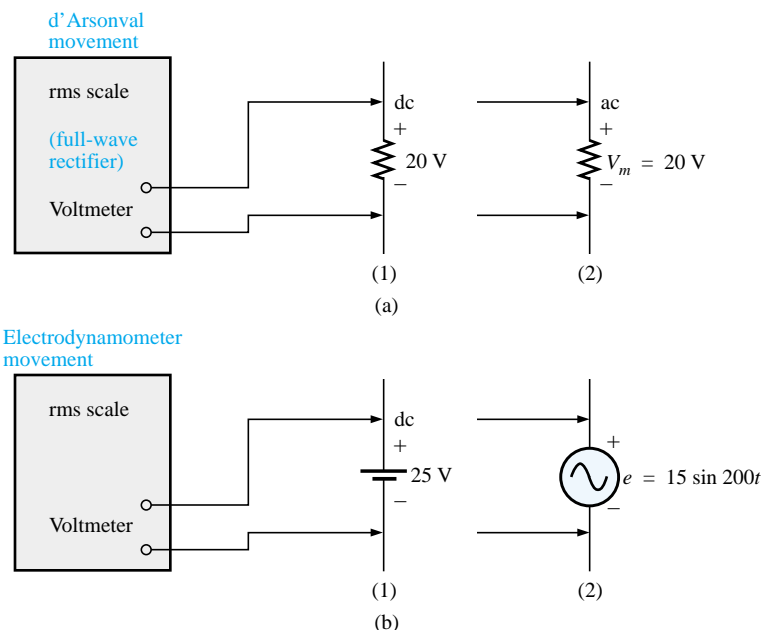 d’Arsonval
movement
rms scale
(full-wave
rectifier)
Voltmeter
dc
+
20 V
–
(1)
ac
+
Vm = 20 V
–
(2)
(a)
Electrodynamometer
movement
rms scale
Voltmeter
dc
+
25 V
–
(1)
+
e = 15 sin 200t
–
(2)
(b)